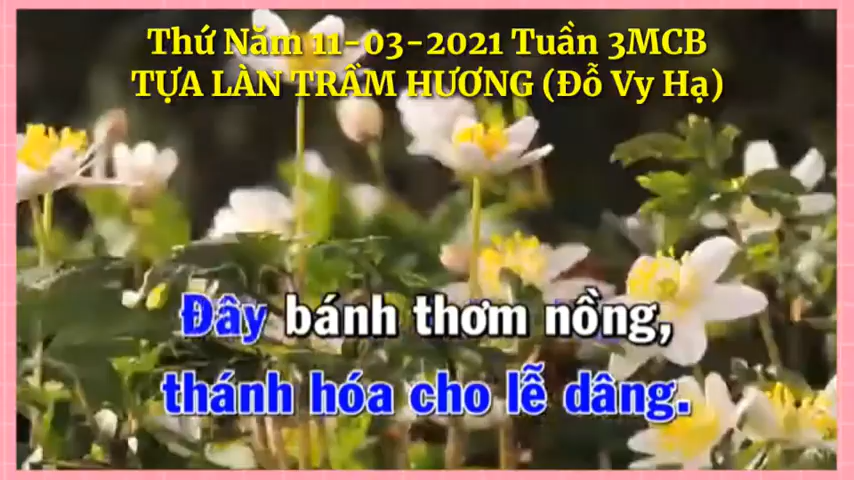 Thứ Năm 11-03-2021 Tuần 3MCB
TỰA LÀN TRẦM HƯƠNG (Đỗ Vy Hạ)
Đây bánh thơm nồng,
thánh hóa cho lễ dâng.